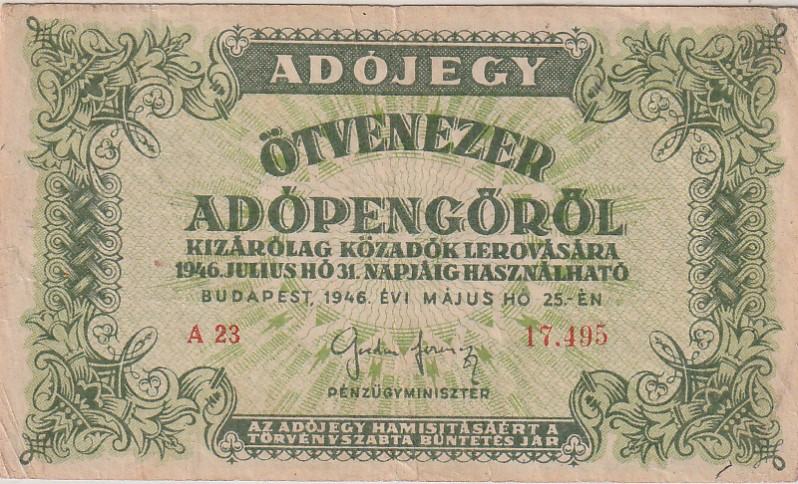 ADÓJEGY
ÖTVENEZER
ADÓPENGŐRŐL
KIZÁRÓLAG KÖZADÓK LEROVÁSÁRA
1946. JULIUS HÓ 31. NAPJÁIG HASZNÁLHATÓ
BUDAPEST, 1946. ÉVI MÁJUS HÓ 25.-ÉN
A 23 17.495
PÉNZÜGYMINISZTER
AZ ADÓJEGY HAMISITÁSAÉRT A
TÖRVÉNYSZABTA BÜNTETÉS JÁR